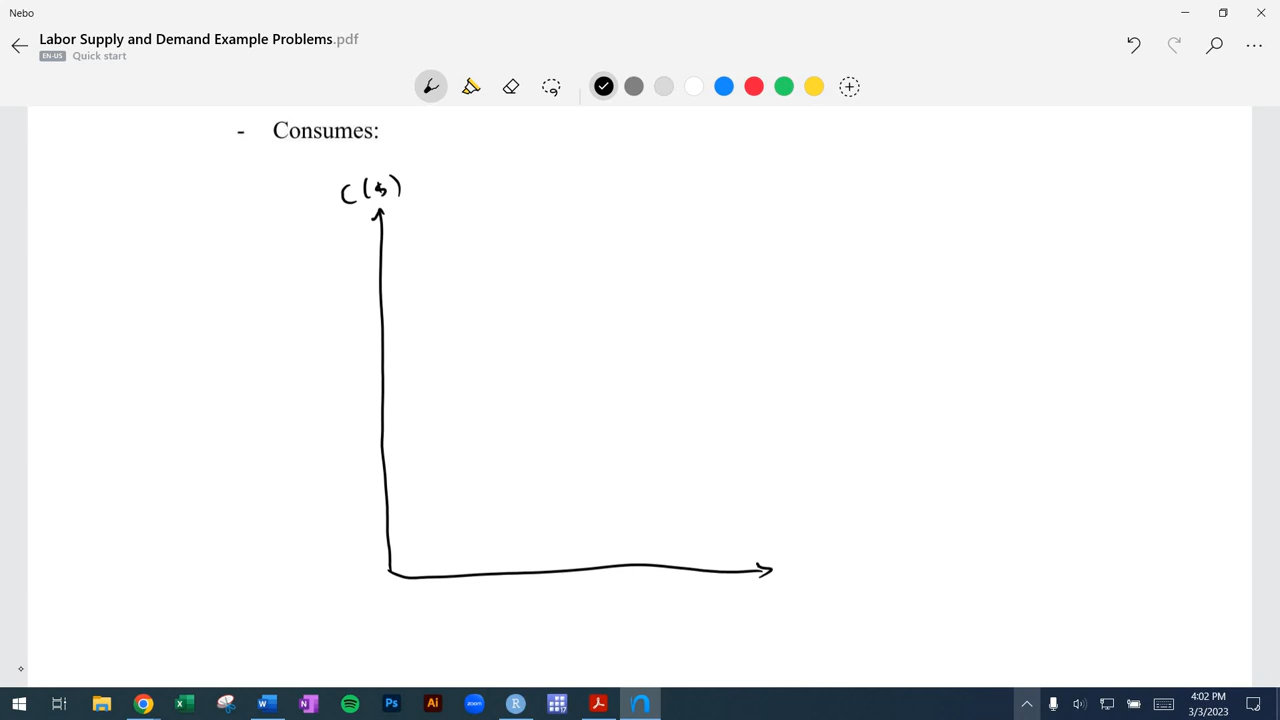 Nebo
Labor Supply and Demand Example Problems.pdf
EN-US Quick start
- Consumes:
C($)
4:02 PM
3/3/2023